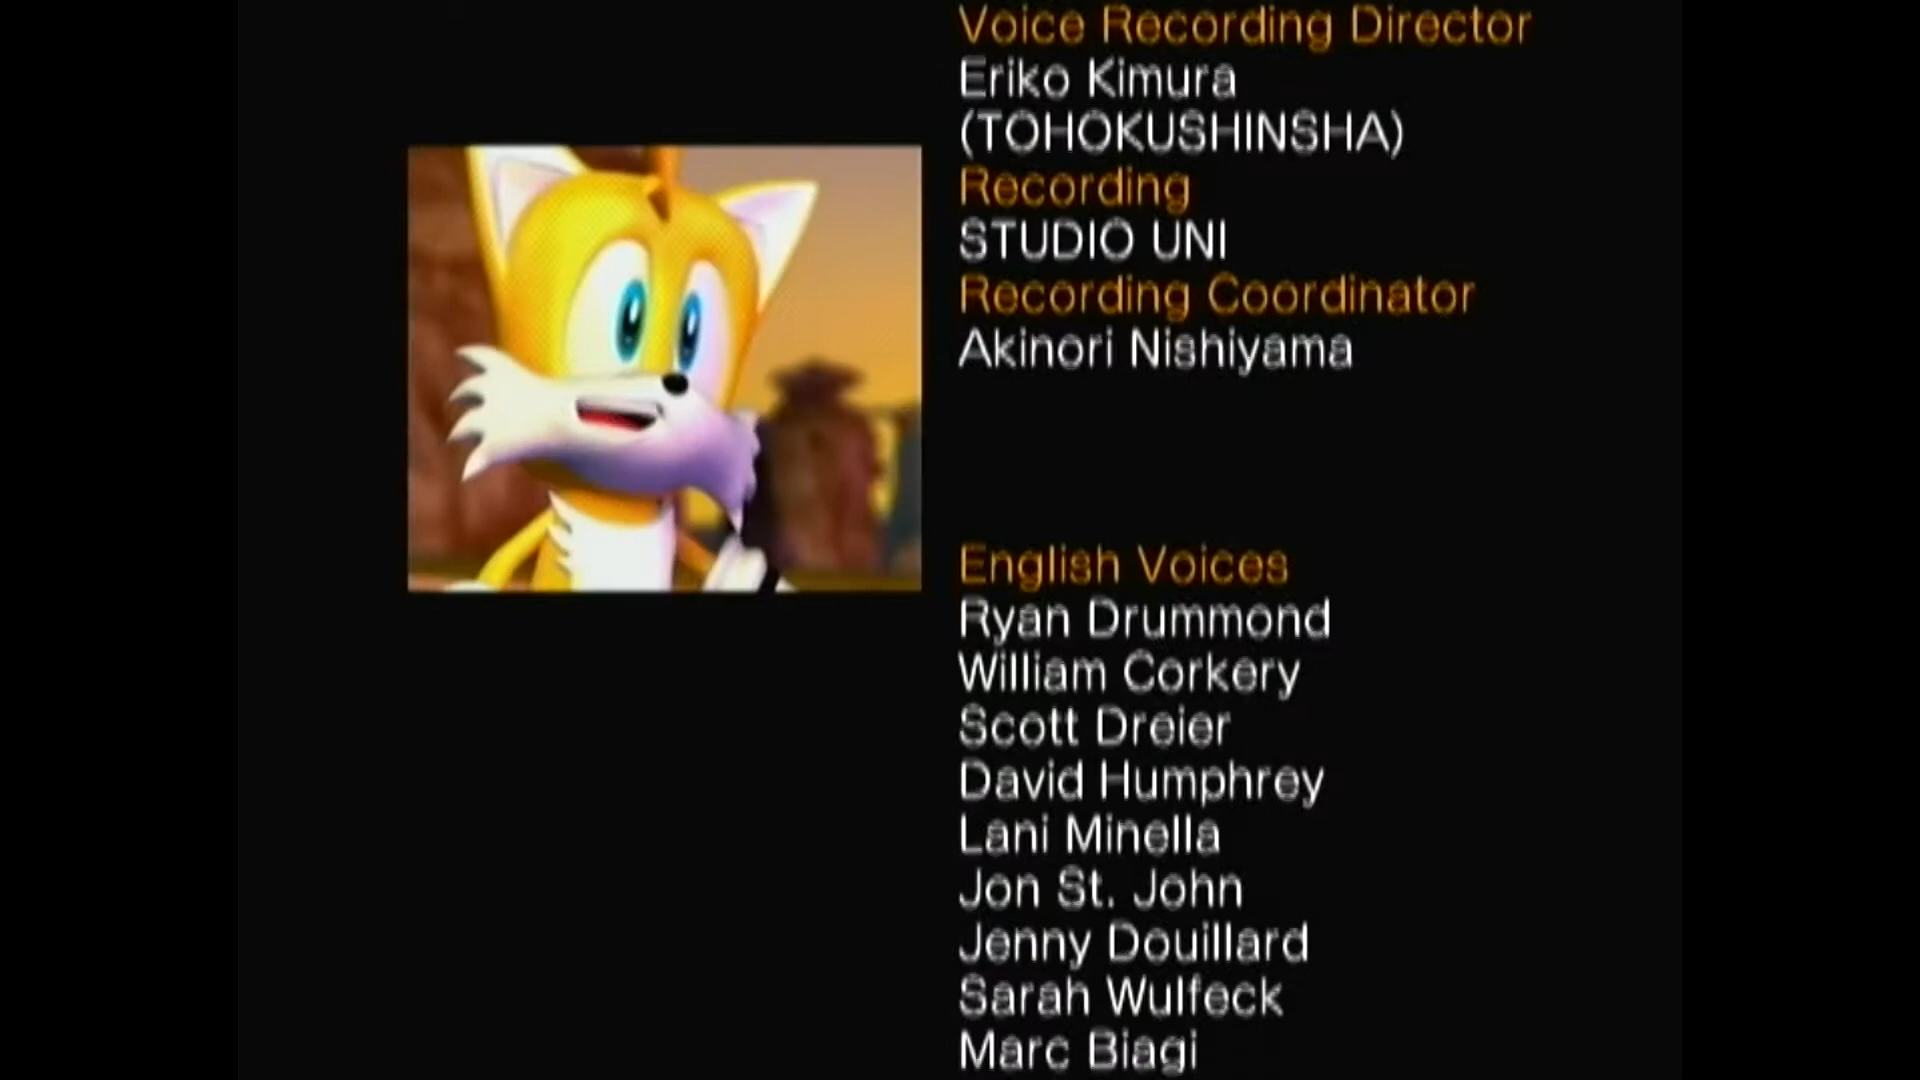 Voice Recording Director
Eriko Kimura
(TOHOKUSHINSHA)
Recording
STUDIO UNI
Recording Coordinator
Akinori Nishiyama
English Voices
Ryan Drummond
William Corkery
Scott Dreier
David Humphrey
Lani Minella
Jon St. John
Jenny Douillard
Sarah Wulfeck
Marc Biagi